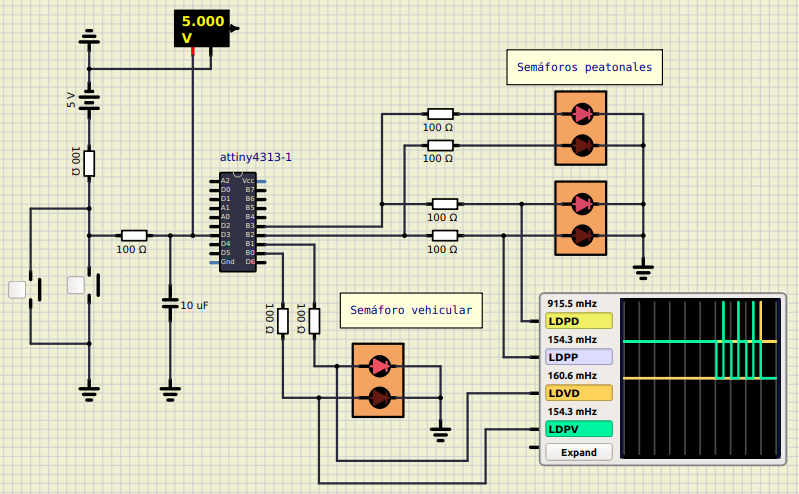 5.000
V
Semáforos peatonales
5 V
100 Ω
100 Ω
100 Ω
attiny4313-1
100 Ω
A2 Vcc
D0 B7
D1 B6
A1 B5
A0 B4
D2 B3
D3 B2
D4 B1
D5 B0
Gnd D6
100 Ω
100 Ω
10 uF
100 Ω
100 Ω
Semáforo vehicular
915.5 mHz
LDPD
154.3 mHz
LDPP
160.6 mHz
LDVD
154.3 mHz
LDPV
Expand